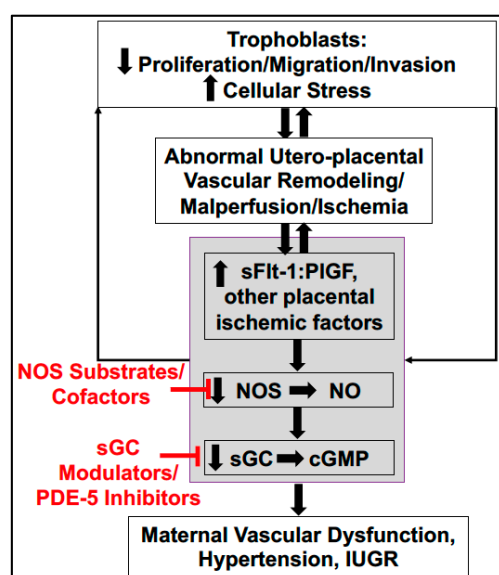 Trophoblasts:
Proliferation/Migration/Invasion
Cellular Stress
Abnormal Utero-placental
Vascular Remodeling/
Malperfusion/Ischemia
sFlt-1:PlGF,
other placental
ischemic factors
NOS Substrates/
Cofactors
NOS NO
sGC
Modulators/
PDE-5 Inhibitors
sGC cGMP
Maternal Vascular Dysfunction,
Hypertension, IUGR